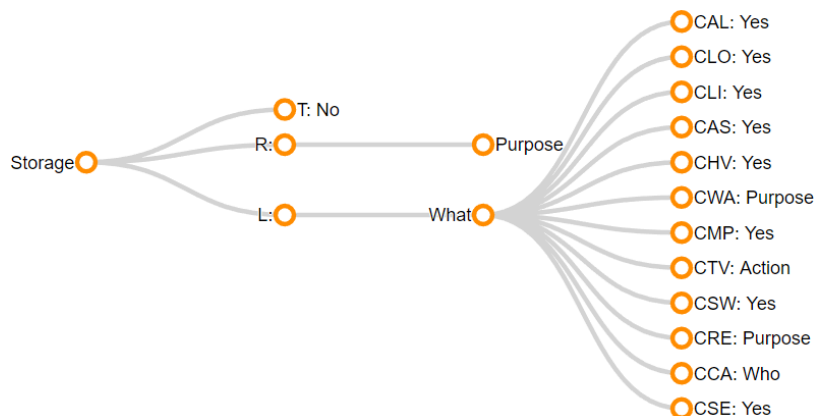 Storage
T: No
R:
Purpose
L:
What
CAL: Yes
CLO: Yes
CLI: Yes
CAS: Yes
CHV: Yes
CWA: Purpose
CMP: Yes
CTV: Action
CSW: Yes
CRE: Purpose
CCA: Who
CSE: Yes